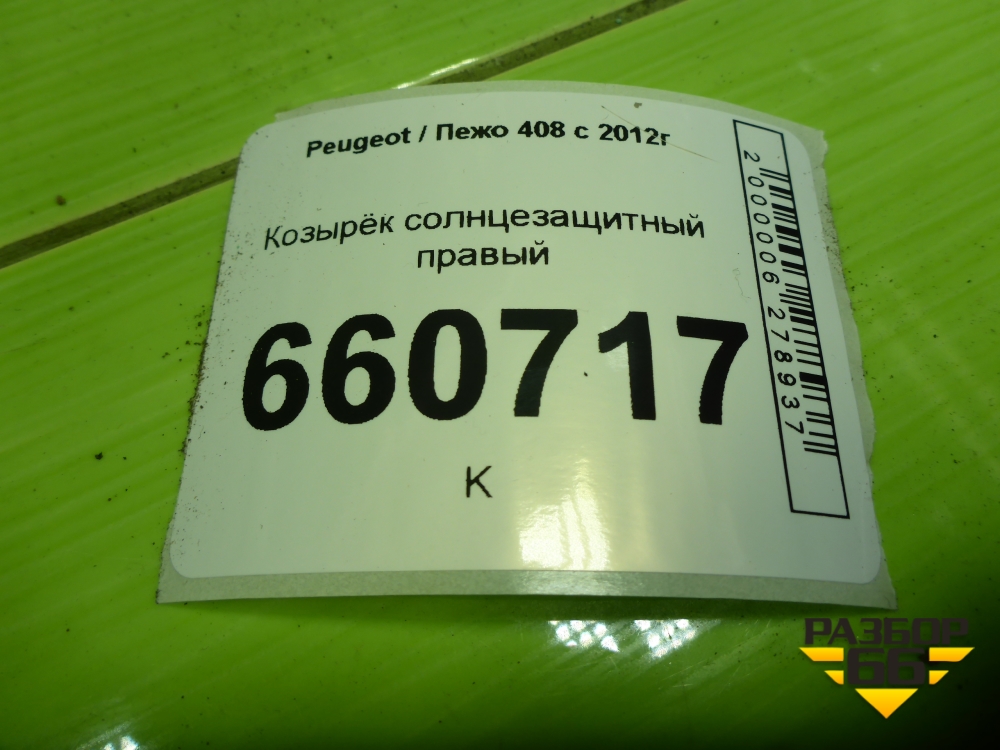 Peugeot / Пежо 408 с 2012г
Козырёк солнцезащитный
правый
660717
К
2000006278937
РАЗБОР
66